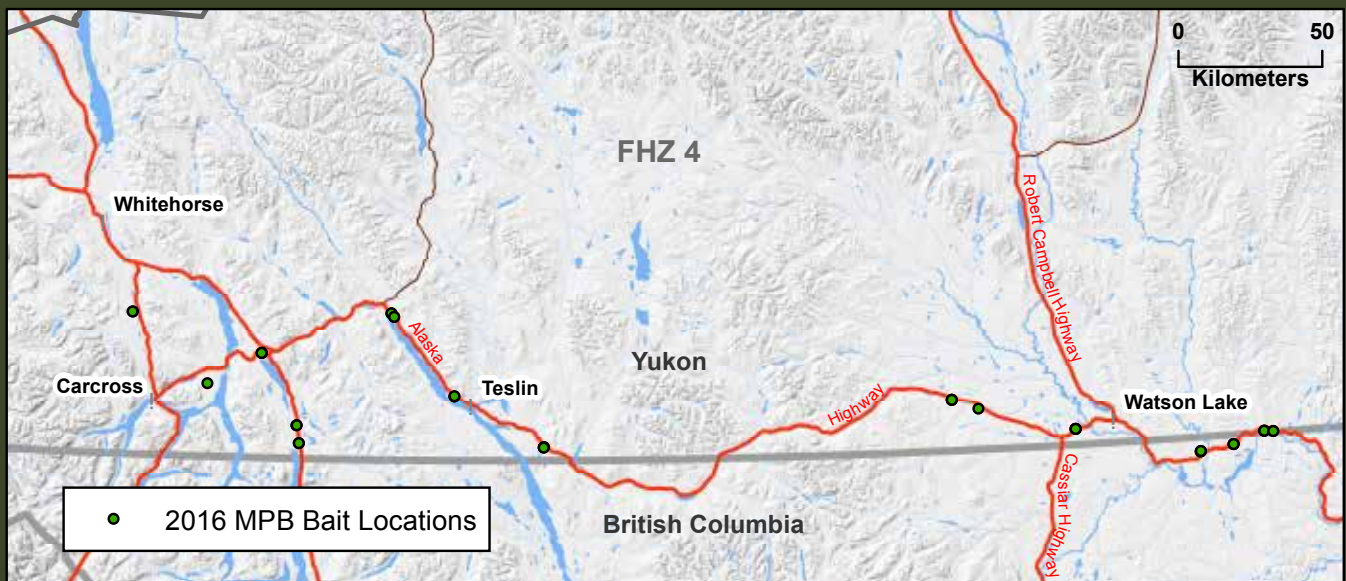 0 50
Kilometers
FHZ 4
Whitehorse
Robert Campbell Highway
Alaska
Yukon
Carcross
Teslin
Highway
Watson Lake
Cassiar Highway
2016 MPB Bait Locations
British Columbia